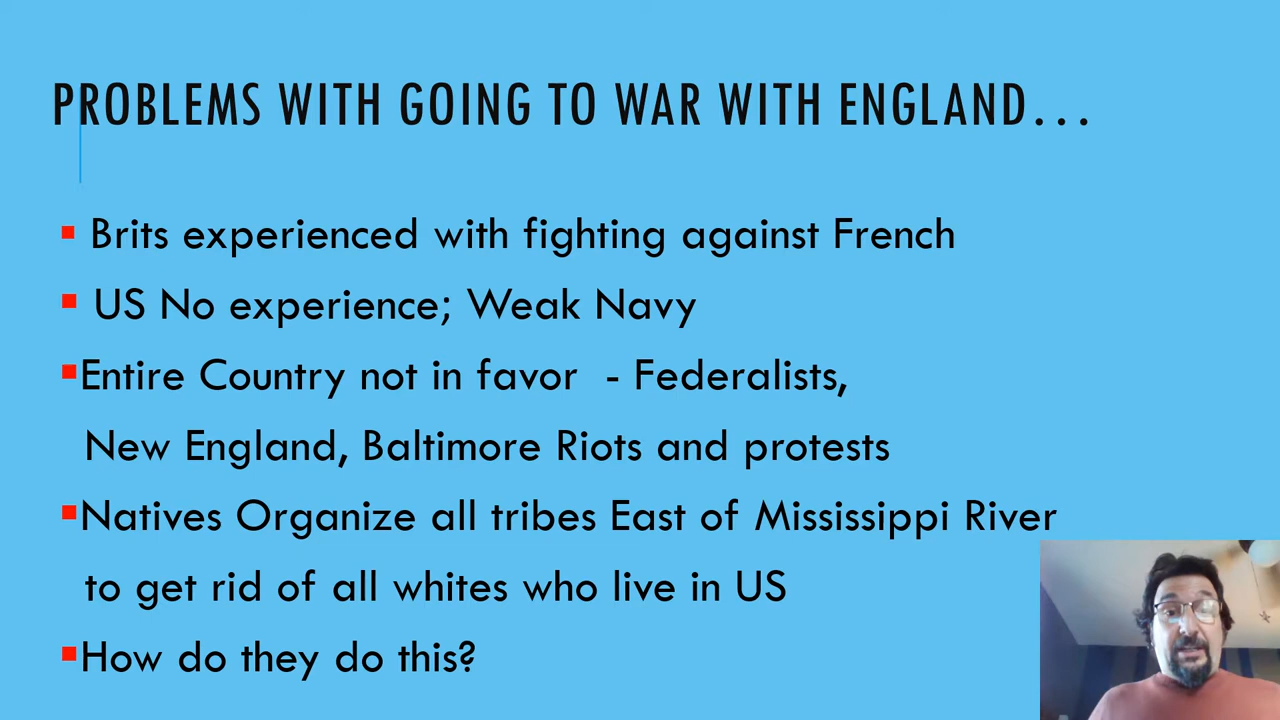 PROBLEMS WITH GOING TO WAR WITH ENGLAND...
Brits experienced with fighting against French
US No experience; Weak Navy
Entire Country not in favor - Federalists,
New England, Baltimore Riots and protests
Natives Organize all tribes East of Mississippi River
to get rid of all whites who live in US
How do they do this?